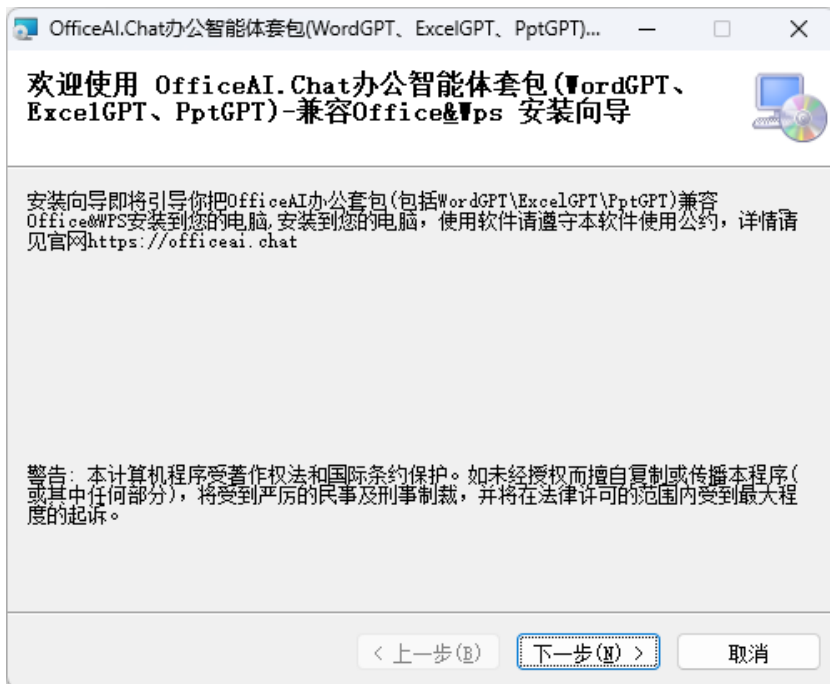 OfficeAI.Chat办公智能体套包(WordGPT、ExcelGPT、PptGPT)...
欢迎使用 OfficeAI.Chat办公智能体套包(WordGPT、
ExcelGPT、PptGPT)-兼容Office&Wps 安装向导
安装向导即将引导你把OfficeAI办公套包(包括WordGPT\ExcelGPT\PptGPT)兼容
Office&WPS安装到您的电脑,安装到您的电脑，使用软件请遵守本软件使用公约，详情请
见官网https://officeai.chat
警告: 本计算机程序受著作权法和国际条约保护。如未经授权而擅自复制或传播本程序(
或其中任何部分)，将受到严厉的民事及刑事制裁，并将在法律许可的范围内受到最大程
度的起诉。
< 上一步(B)
下一步(N) >
取消